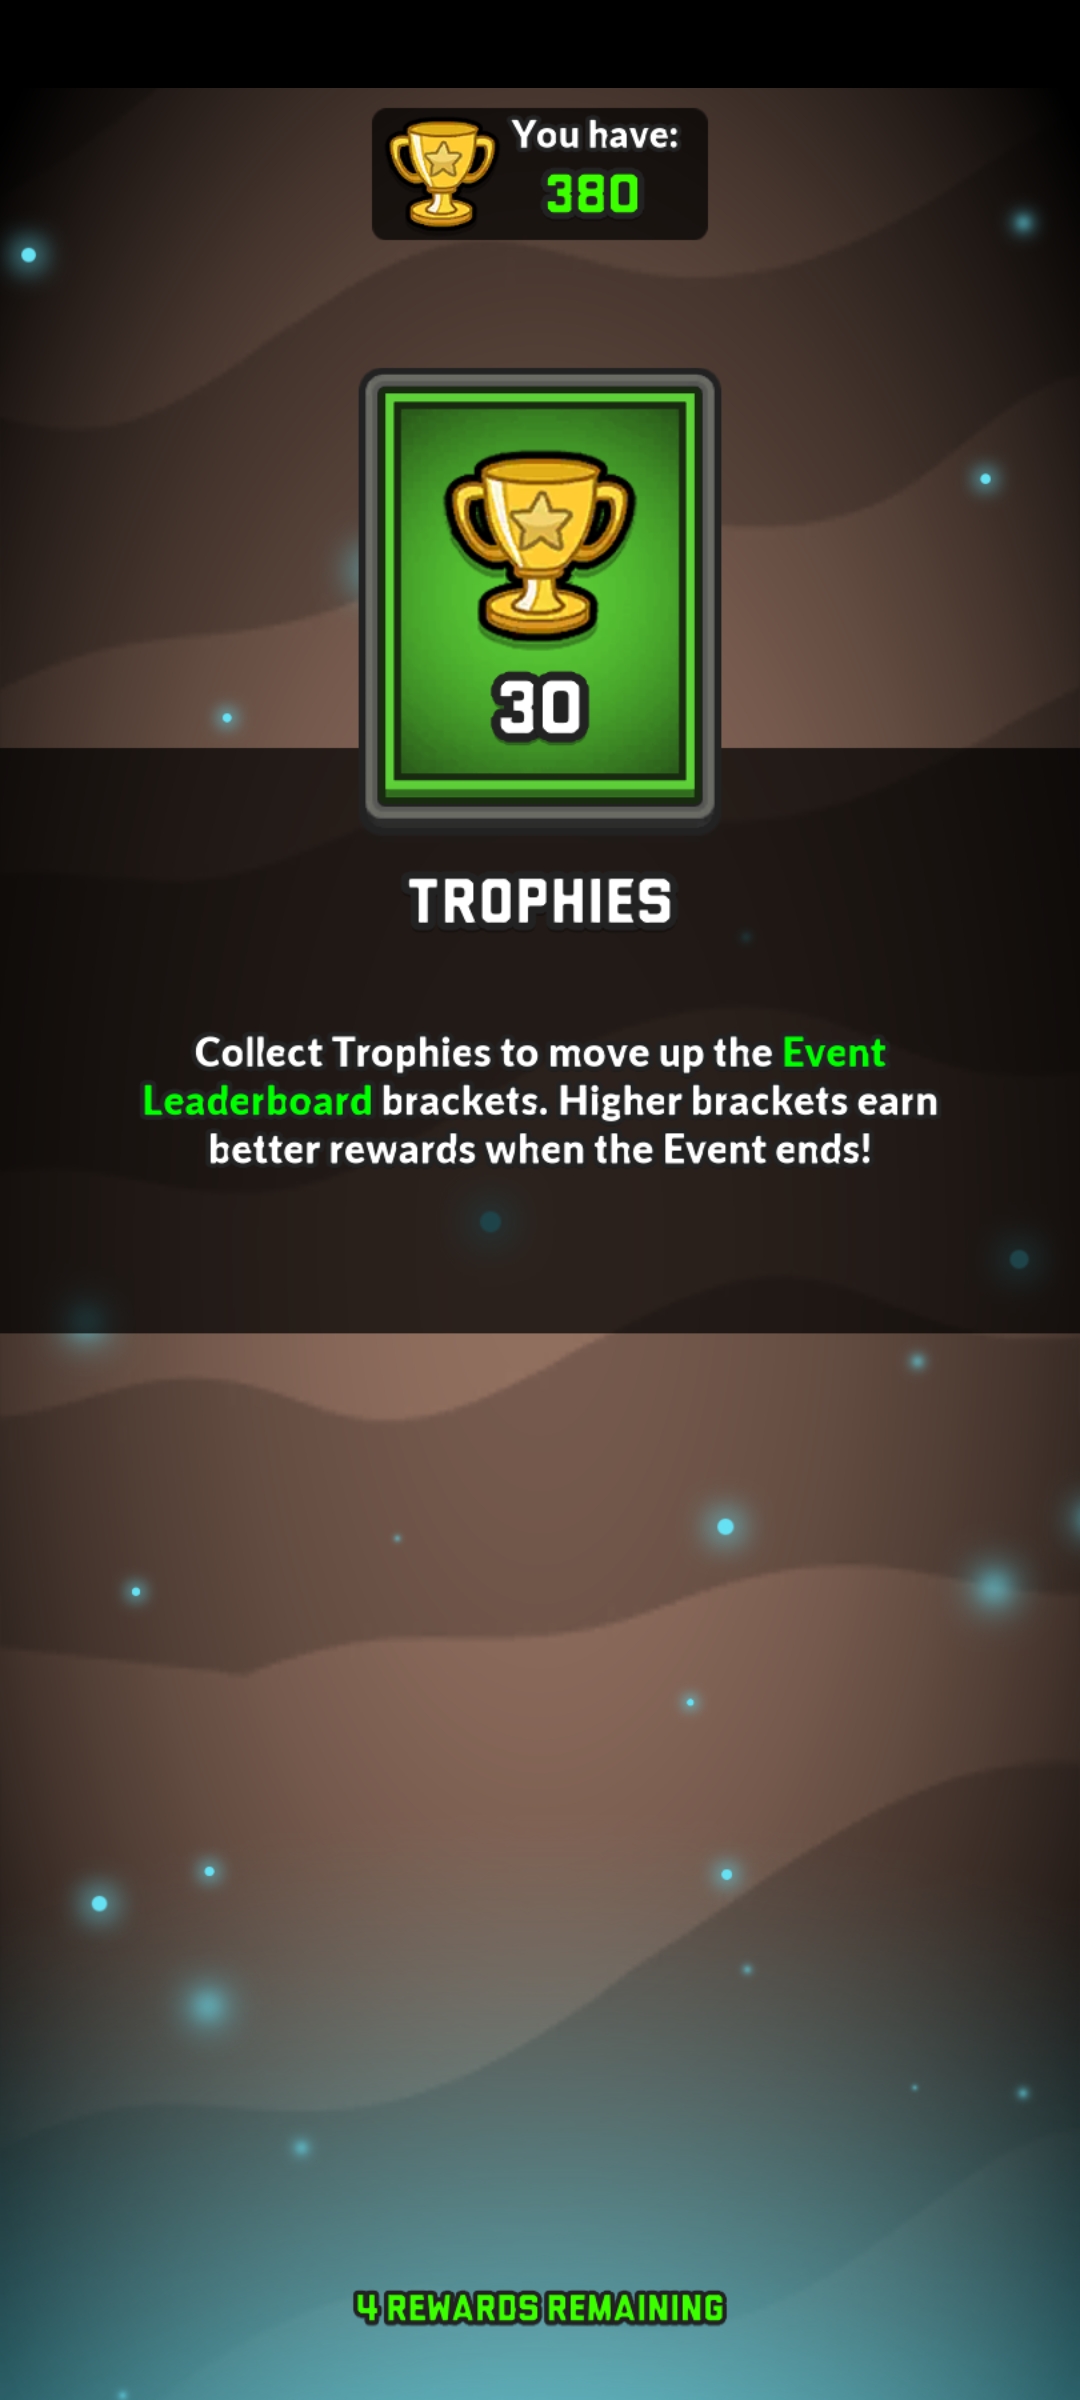 You have:
380
30
TROPHIES
Collect Trophies to move up the Event
Leaderboard brackets. Higher brackets earn
better rewards when the Event ends!
4 REWARDS REMAINING